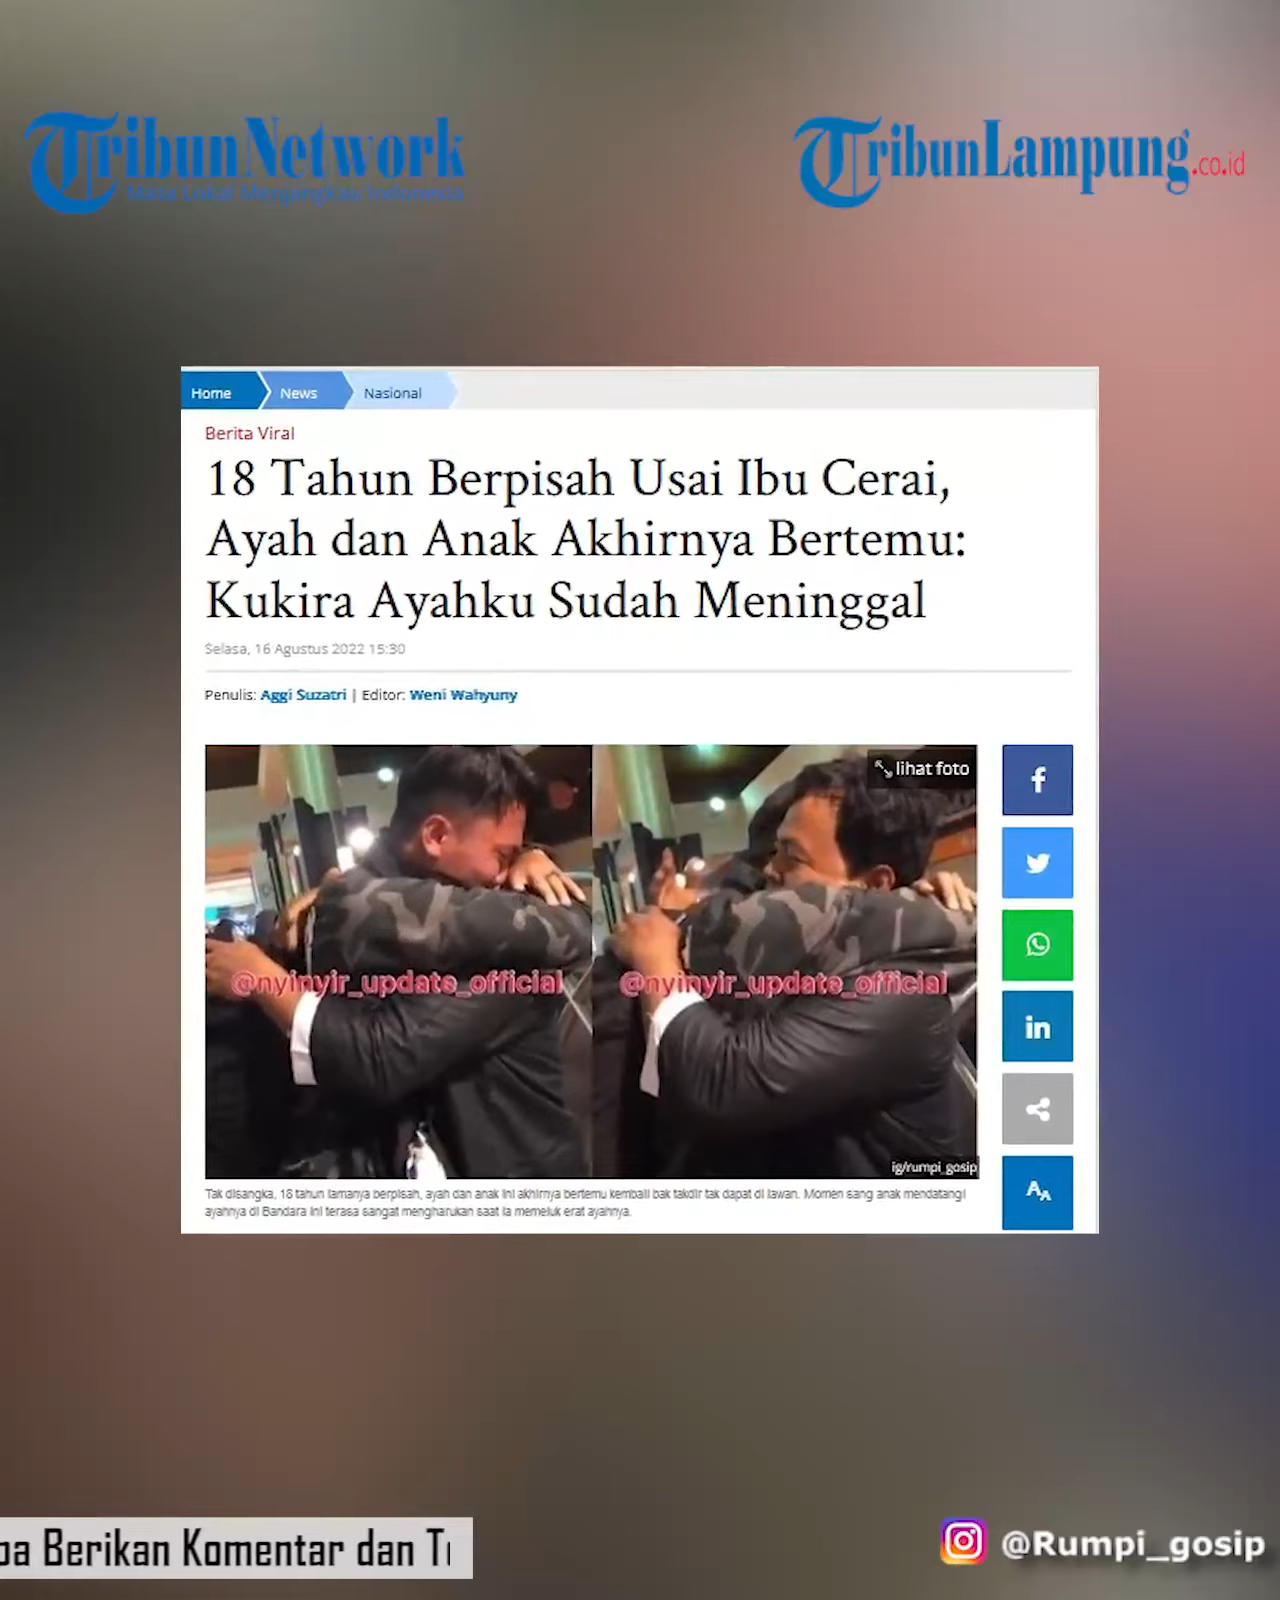 TribunNetwork
Mata Lokal Menjangkau Indonesia
TribunLampung.co.id
Home
News
Nasional
Berita Viral
18 Tahun Berpisah Usai Ibu Cerai,
Ayah dan Anak Akhirnya Bertemu:
Kukira Ayahku Sudah Meninggal
Selasa, 16 Agustus 2022 15:30
Penulis: Aggi Suzatri | Editor: Weni Wahyuny
lihat foto
@nyinyir_update_official
@nyinyir_update_official
ig/rumpi_gosip
Tak disangka, 18 tahun lamanya berpisah, ayah dan anak ini akhirnya bertemu kembali bak takdir tak dapat di lawan. Momen sang anak mendatangi
ayahnya di Bandara ini terasa sangat mengharukan saat ia memeluk erat ayahnya.
f
in
AA
pa Berikan Komentar dan
@Rumpi_gosip